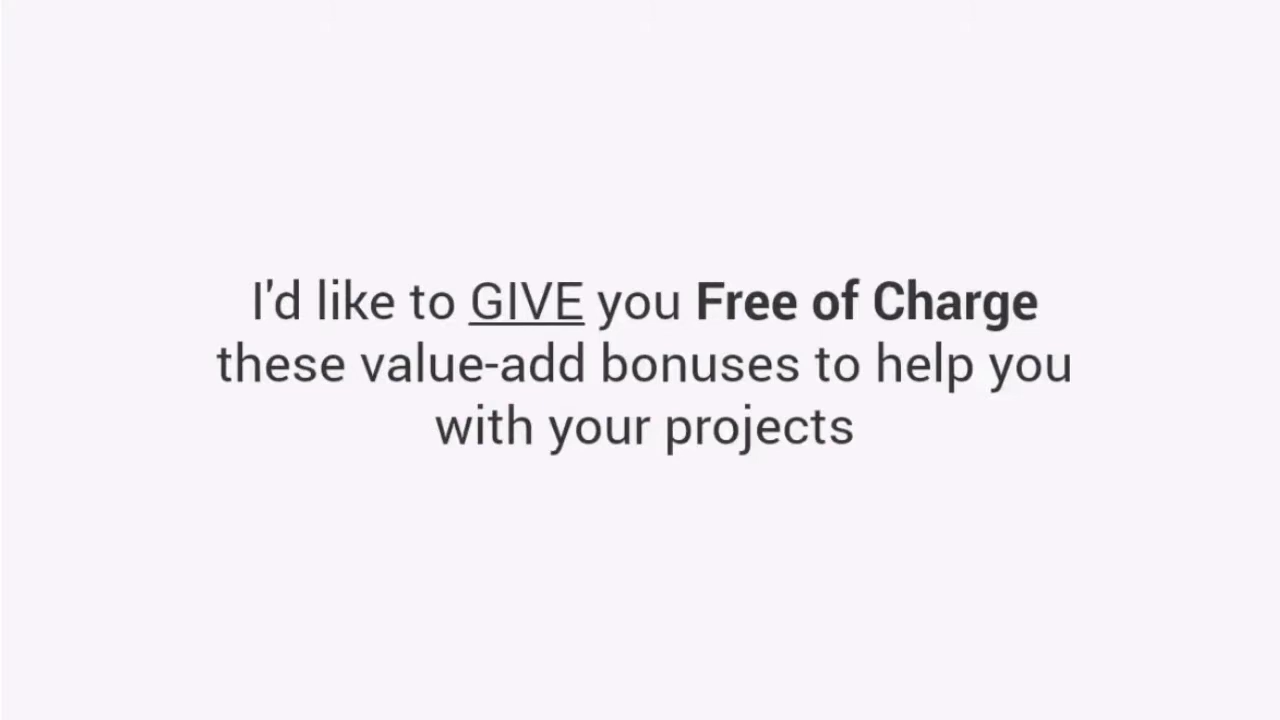 I'd like to GIVE you Free of Charge
these value-add bonuses to help you
with your projects